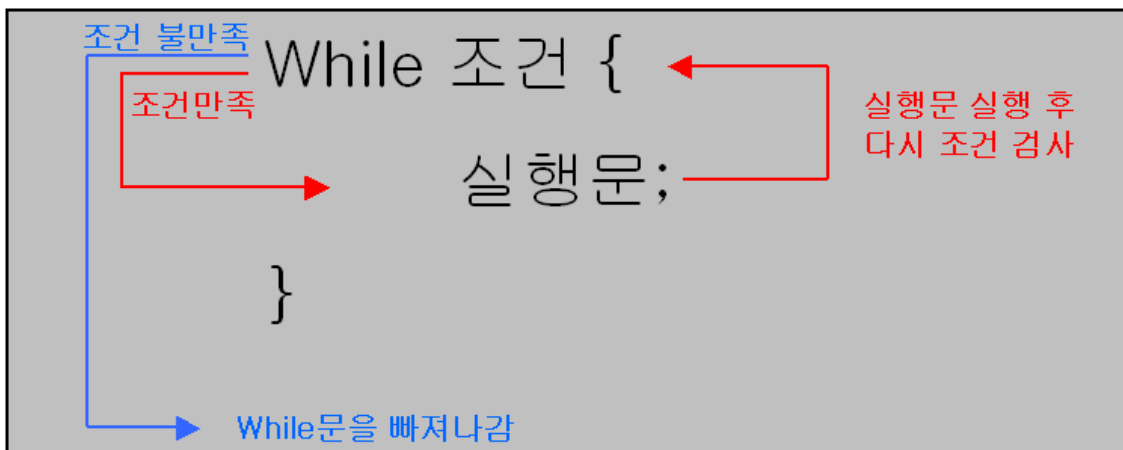 조건 불만족
While 조건 {
조건만족
실행문 실행 후
다시 조건 검사
실행문;
}
While문을 빠져나감